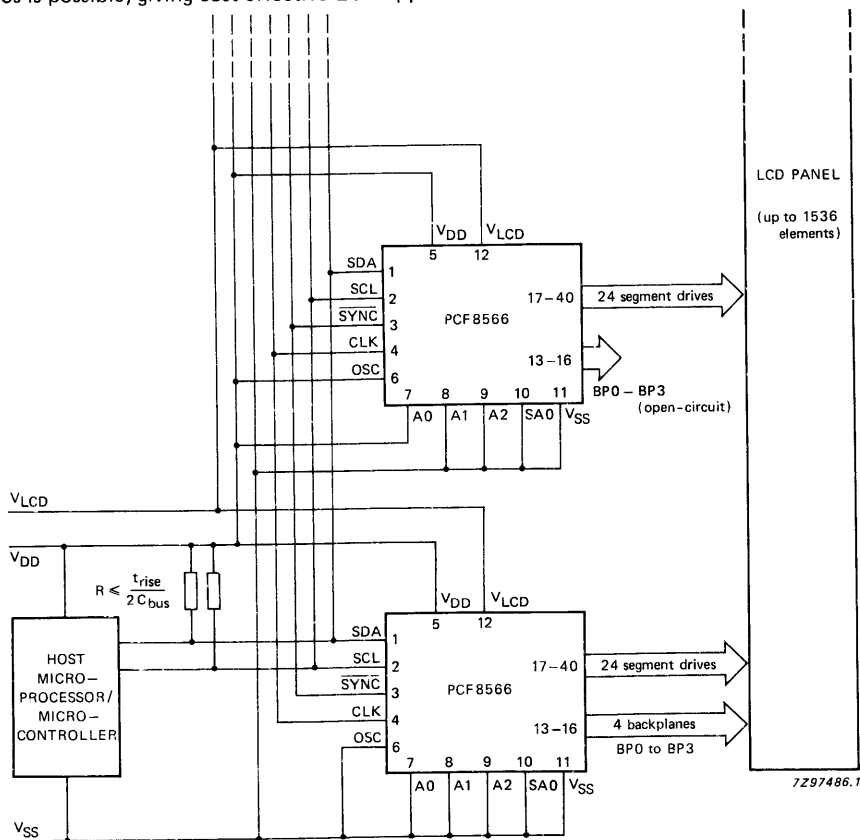 LCD PANEL
(up to 1536
elements)
VDD
VLCD
5
12
SDA
1
SCL
2
SYNC
3
CLK
4
OSC
6
PCF8566
17–40
24 segment drives
13–16
BP0 – BP3
(open-circuit)
7
8
9
10
11
A0
A1
A2
SA0
VSS
VLCD
VDD
R ⩽ trise
2Cbus
HOST
MICRO–
PROCESSOR/
MICRO–
CONTROLLER
VSS
VDD
VLCD
5
12
SDA
1
SCL
2
SYNC
3
CLK
4
OSC
6
PCF8566
17–40
24 segment drives
13–16
4 backplanes
BP0 to BP3
7
8
9
10
11
A0
A1
A2
SA0
VSS
7Z97486.1